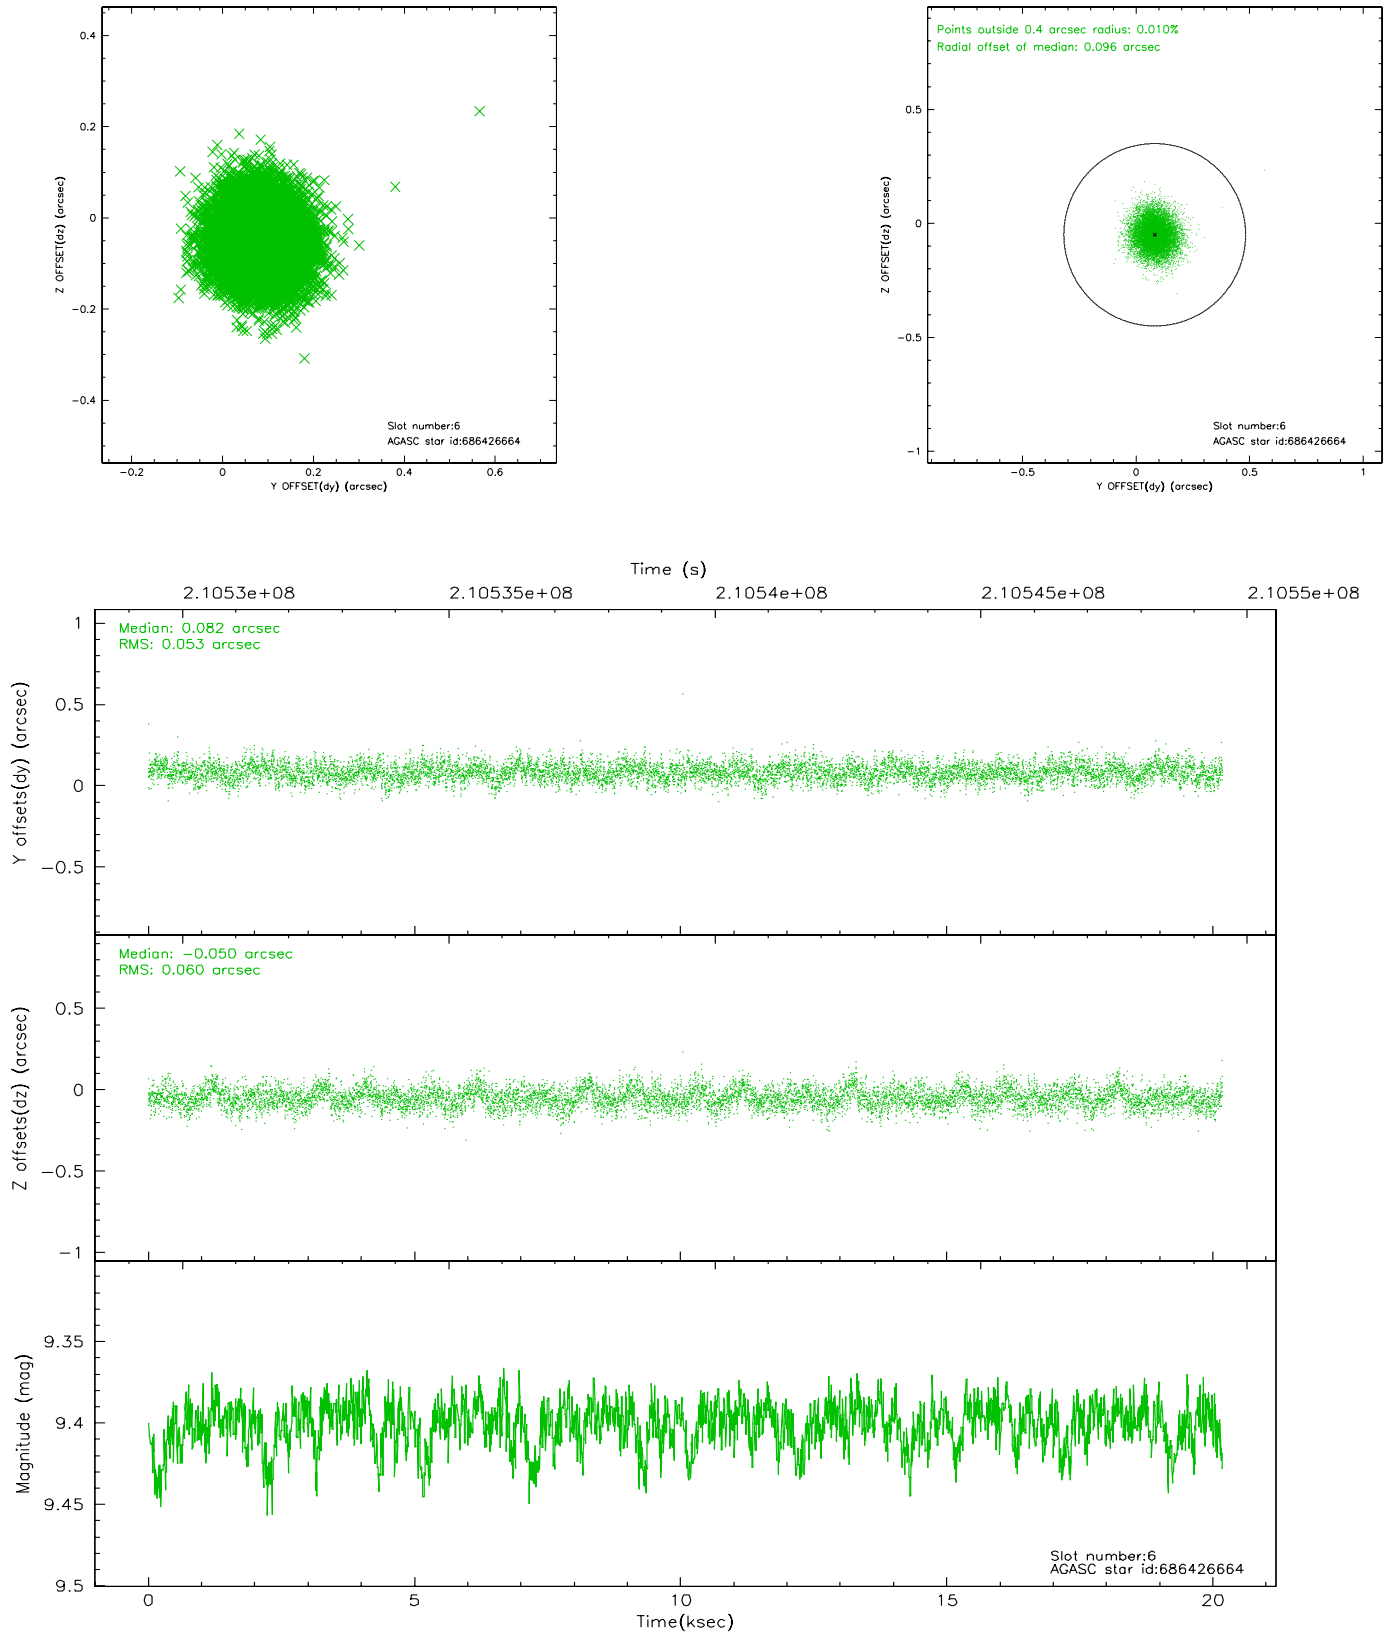 0.4
0.2
0
−0.2
−0.4
Z OFFSET(dz) (arcsec)
Slot number:6
AGASC star id:686426664
−0.2 0 0.2 0.4 0.6
Y OFFSET(dy) (arcsec)
Points outside 0.4 arcsec radius: 0.010%
Radial offset of median: 0.096 arcsec
0.5
0
−0.5
−1
Z OFFSET(dz) (arcsec)
Slot number:6
AGASC star id:686426664
−0.5 0 0.5 1
Y OFFSET(dy) (arcsec)
Time (s)
2.1053e+08 2.10535e+08 2.1054e+08 2.10545e+08 2.1055e+08
Median: 0.082 arcsec
RMS: 0.053 arcsec
1
0.5
0
−0.5
Y offsets(dy) (arcsec)
Median: −0.050 arcsec
RMS: 0.060 arcsec
0.5
0
−0.5
−1
Z offsets(dz) (arcsec)
9.35
9.4
9.45
9.5
Magnitude (mag)
Slot number:6
AGASC star id:686426664
0 5 10 15 20
Time(ksec)